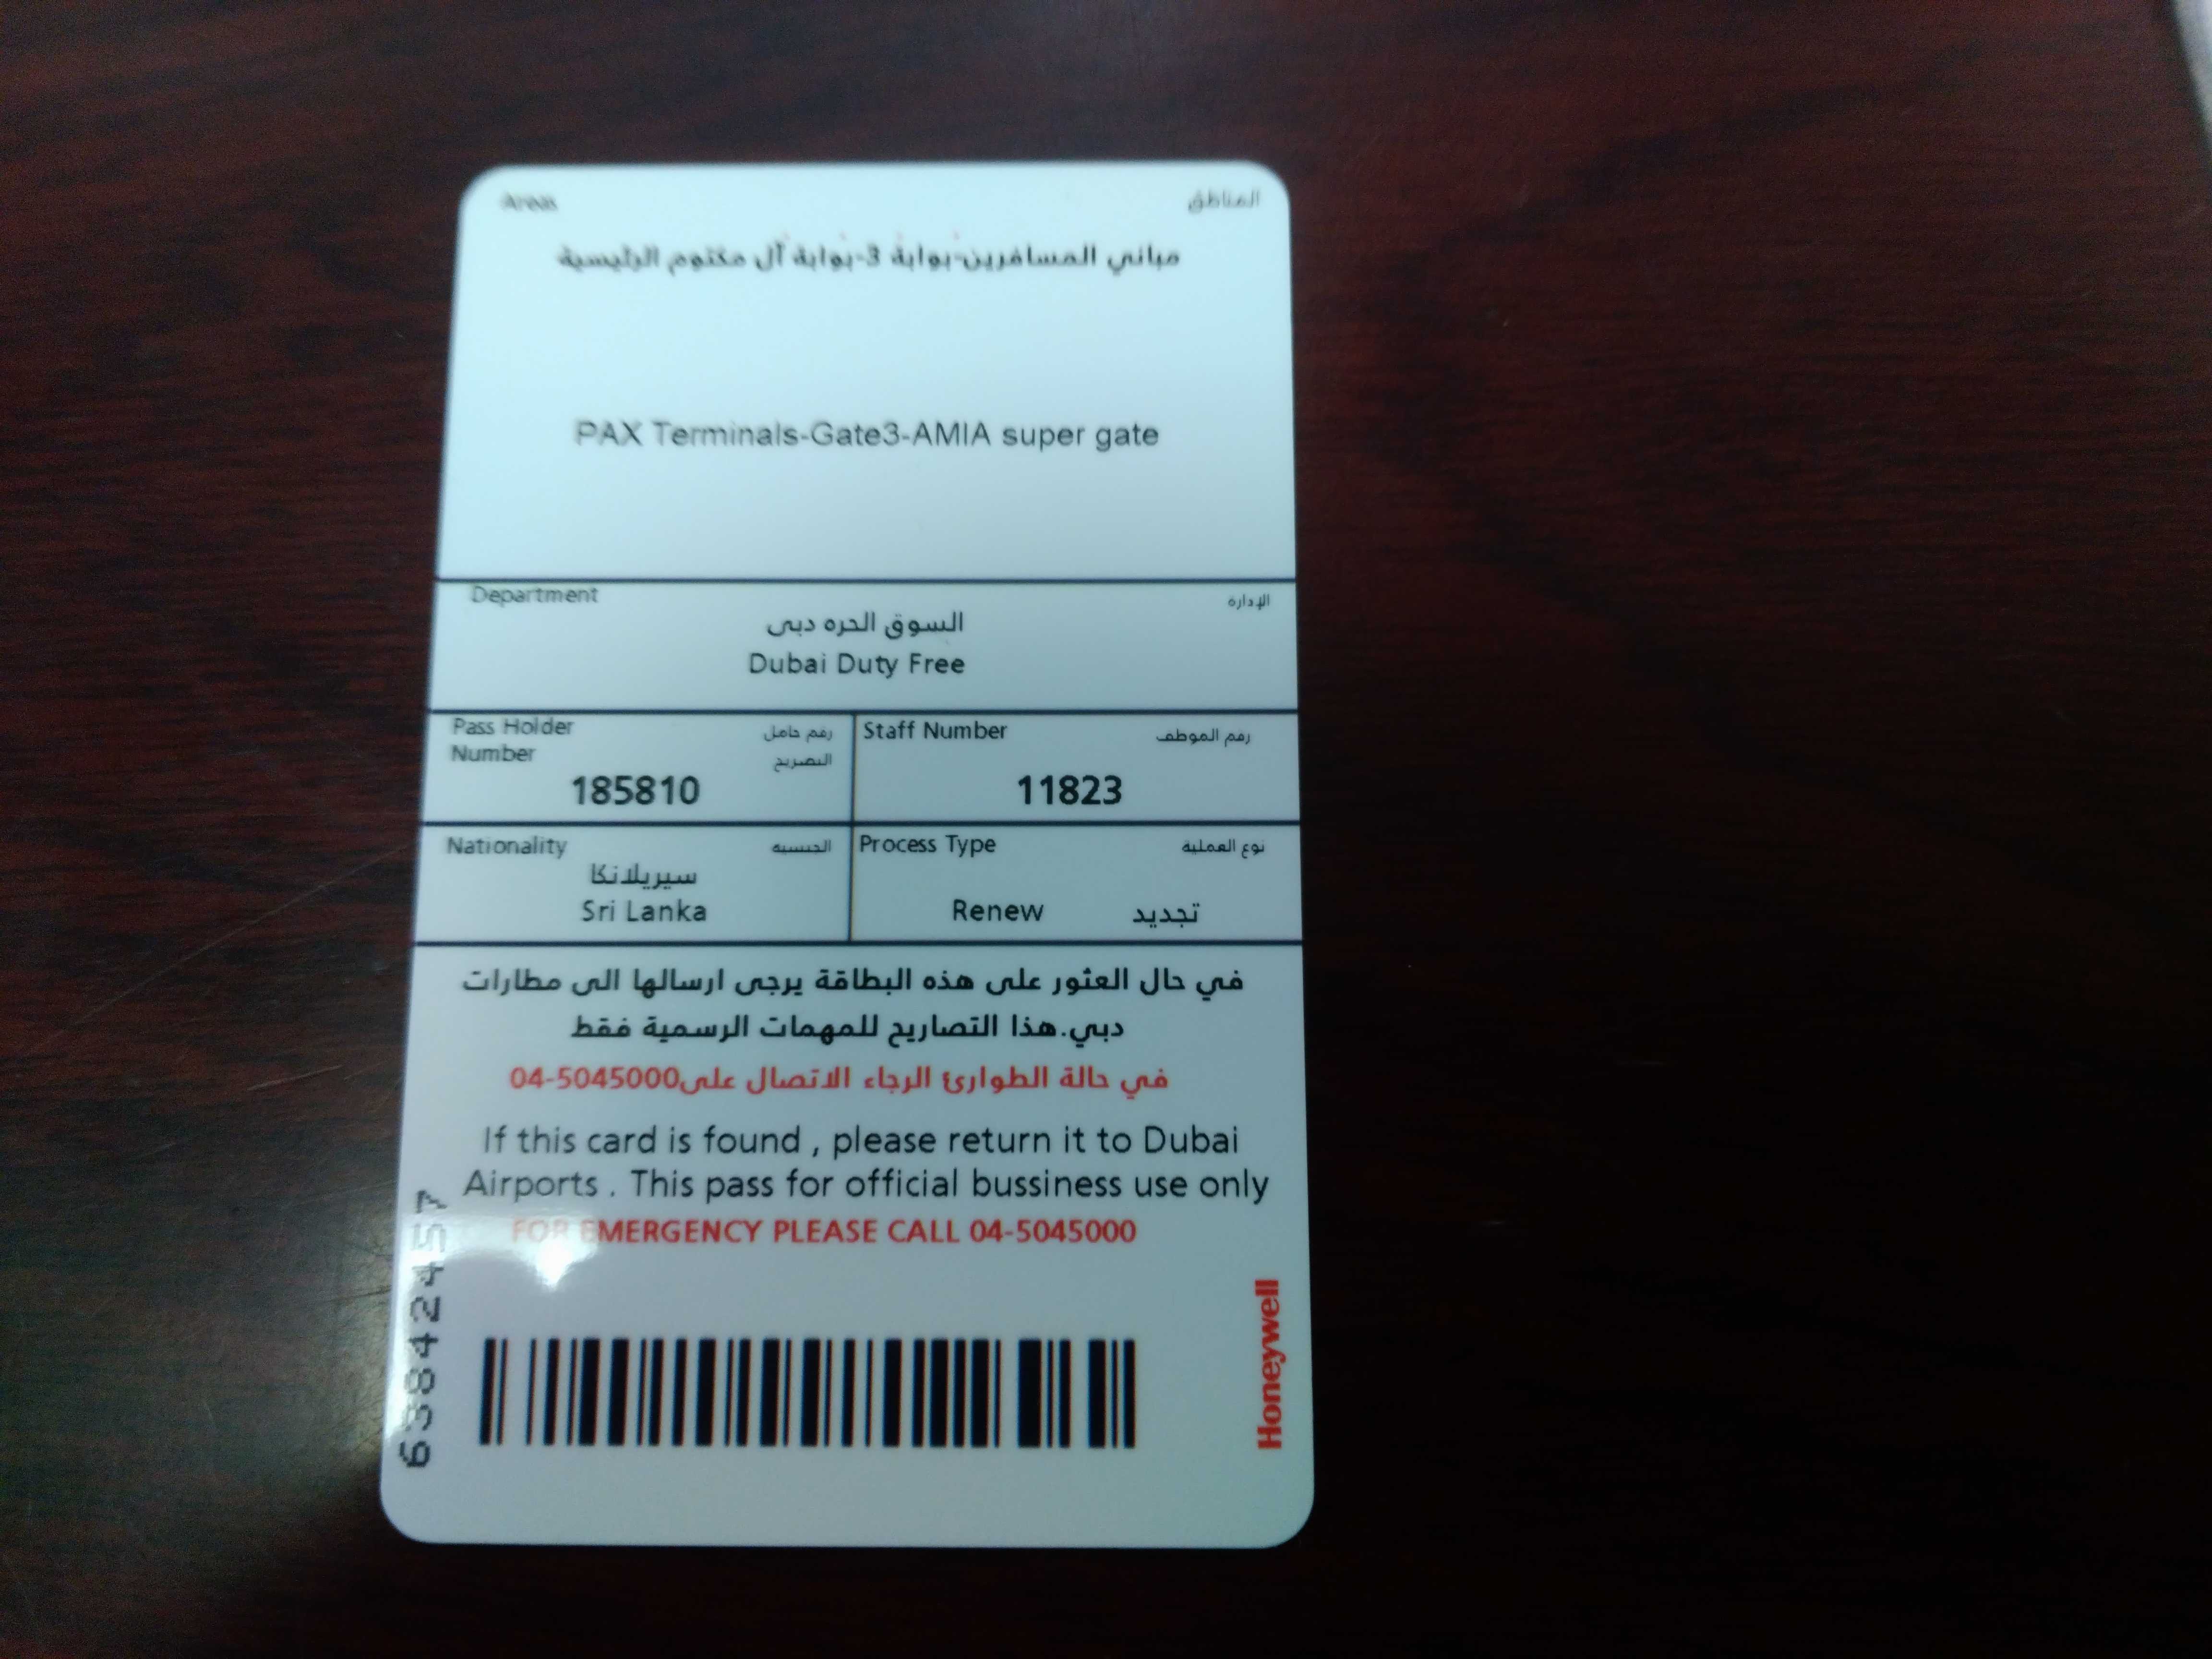 Areas المناطق
مباني المسافرين-بوابة 3-بوابة آل مكتوم الرئيسية
PAX Terminals-Gate3-AMIA super gate
Department الإدارة
السوق الحره دبى
Dubai Duty Free
Pass Holder Number رقم حامل التصريح
185810
Staff Number رقم الموظف
11823
Nationality الجنسية
سيريلانكا
Sri Lanka
Process Type نوع العملية
Renew تجديد
في حال العثور على هذه البطاقة يرجى ارسالها الى مطارات
دبي.هذا التصاريح للمهمات الرسمية فقط
في حالة الطوارئ الرجاء الاتصال على04-5045000
If this card is found , please return it to Dubai
Airports . This pass for official bussiness use only
FOR EMERGENCY PLEASE CALL 04-5045000
63842457
Honeywell